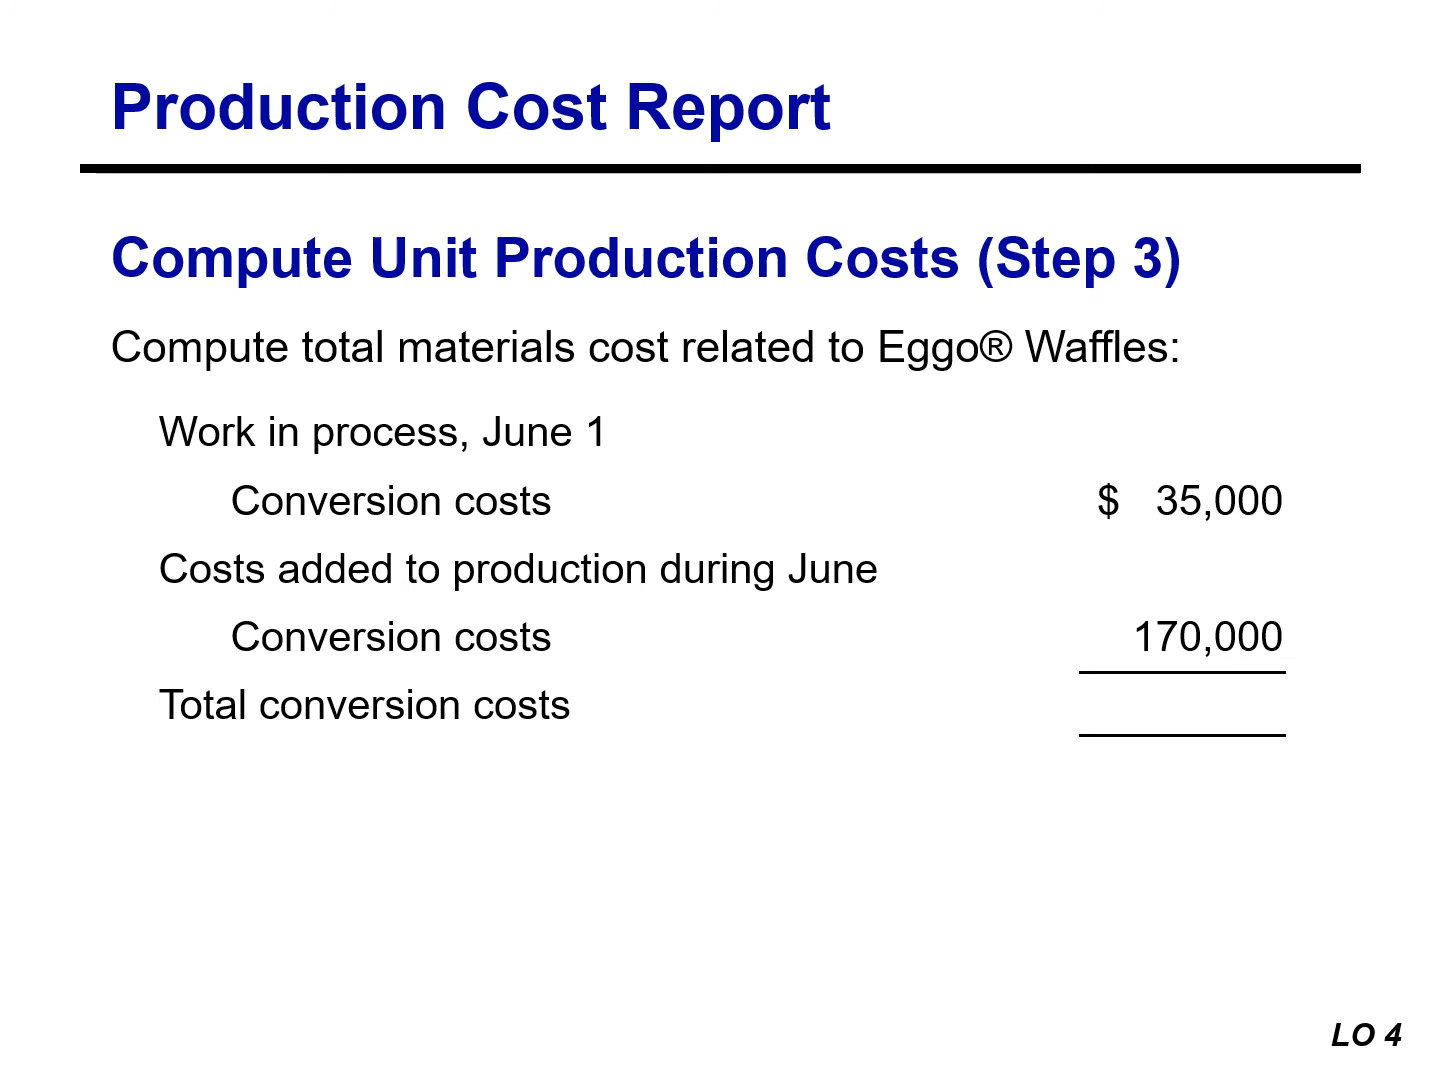 Production Cost Report
Compute Unit Production Costs (Step 3)
Compute total materials cost related to Eggo® Waffles:
Work in process, June 1
Conversion costs $ 35,000
Costs added to production during June
Conversion costs 170,000
Total conversion costs
LO 4